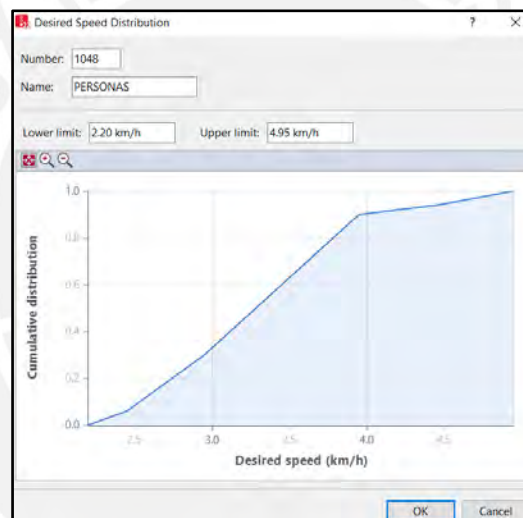 Desired Speed Distribution ? ×
Number: 1048
Name: PERSONAS
Lower limit: 2.20 km/h Upper limit: 4.95 km/h
1.0
0.8
0.6
0.4
0.2
0.0
2.5 3.0 3.5 4.0 4.5
Cumulative distribution
Desired speed (km/h)
OK Cancel